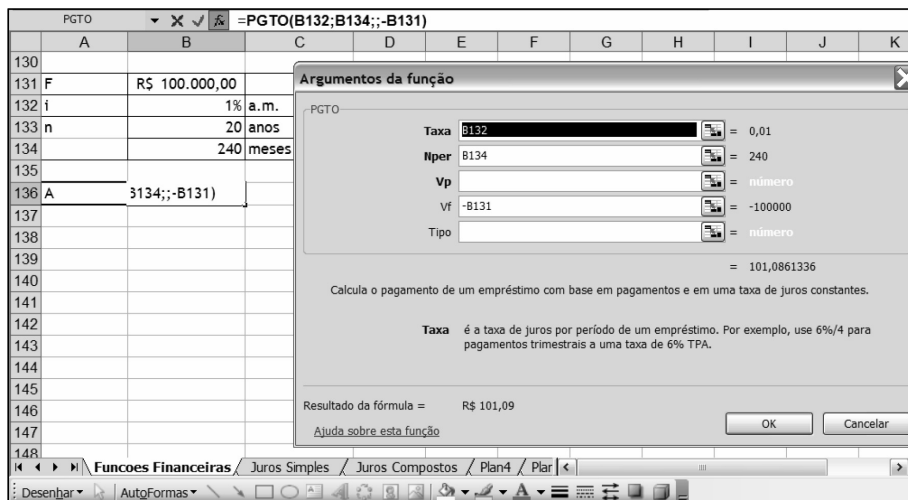 PGTO =PGTO(B132;B134;;-B131)
A B C D E F G H I J K
130
131 F R$ 100.000,00
132 i 1% a.m.
133 n 20 anos
134 240 meses
135
136 A B134;;-B131)
137
138
139
140
141
142
143
144
145
146
147
148
Argumentos da função
PGTO
Taxa B132 = 0,01
Nper B134 = 240
Vp = número
Vf -B131 = -100000
Tipo = número
= 101,0861336
Calcula o pagamento de um empréstimo com base em pagamentos e em uma taxa de juros constantes.
Taxa é a taxa de juros por período de um empréstimo. Por exemplo, use 6%/4 para
pagamentos trimestrais a uma taxa de 6% TPA.
Resultado da fórmula = R$ 101,09
Ajuda sobre esta função
OK Cancelar
Funcoes Financeiras Juros Simples Juros Compostos Plan4 Plar
Desenhar AutoFormas